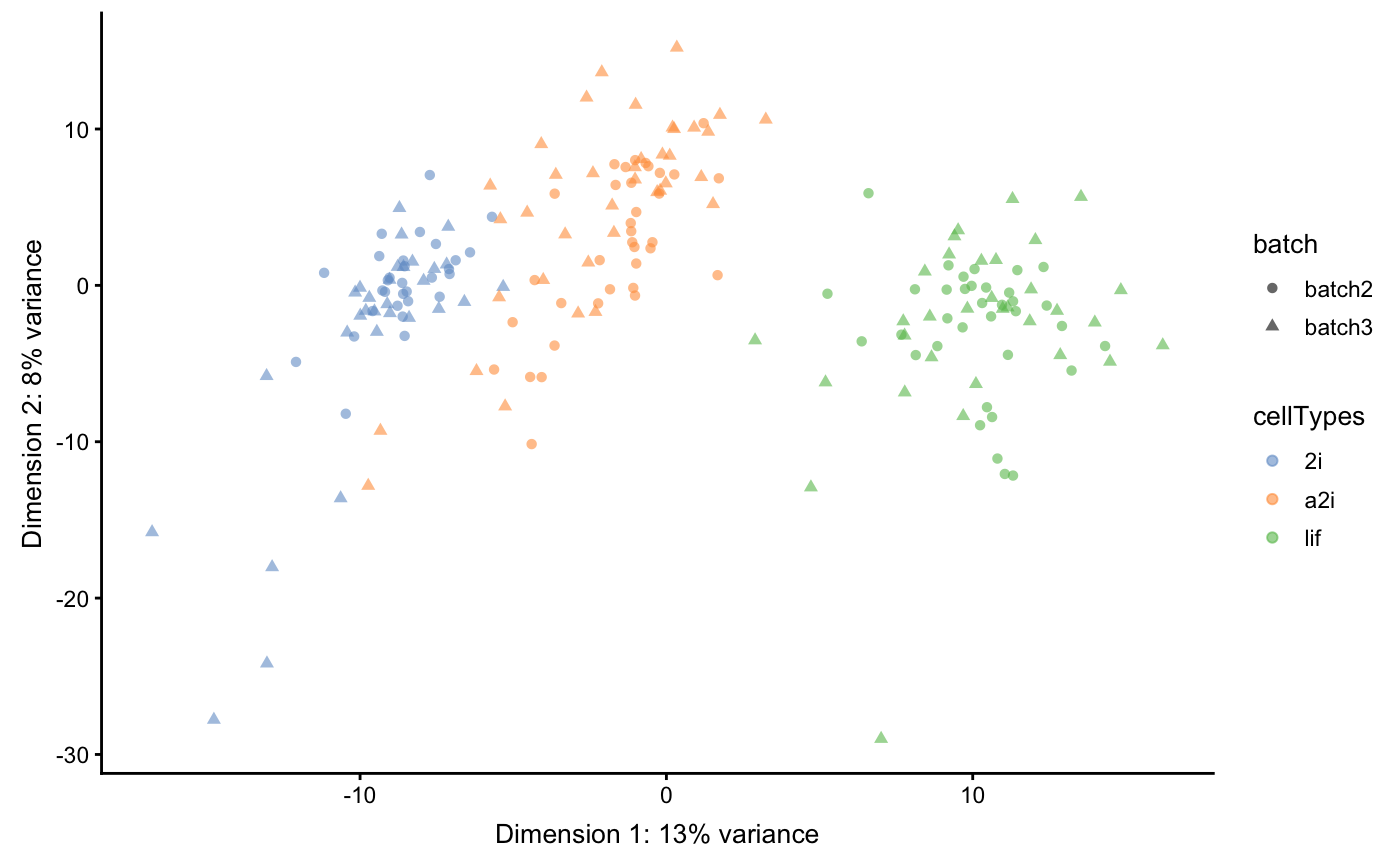 Dimension 2: 8% variance
10
0
-10
-20
-30
-10
0
10
Dimension 1: 13% variance
batch
batch2
batch3
cellTypes
2i
a2i
lif